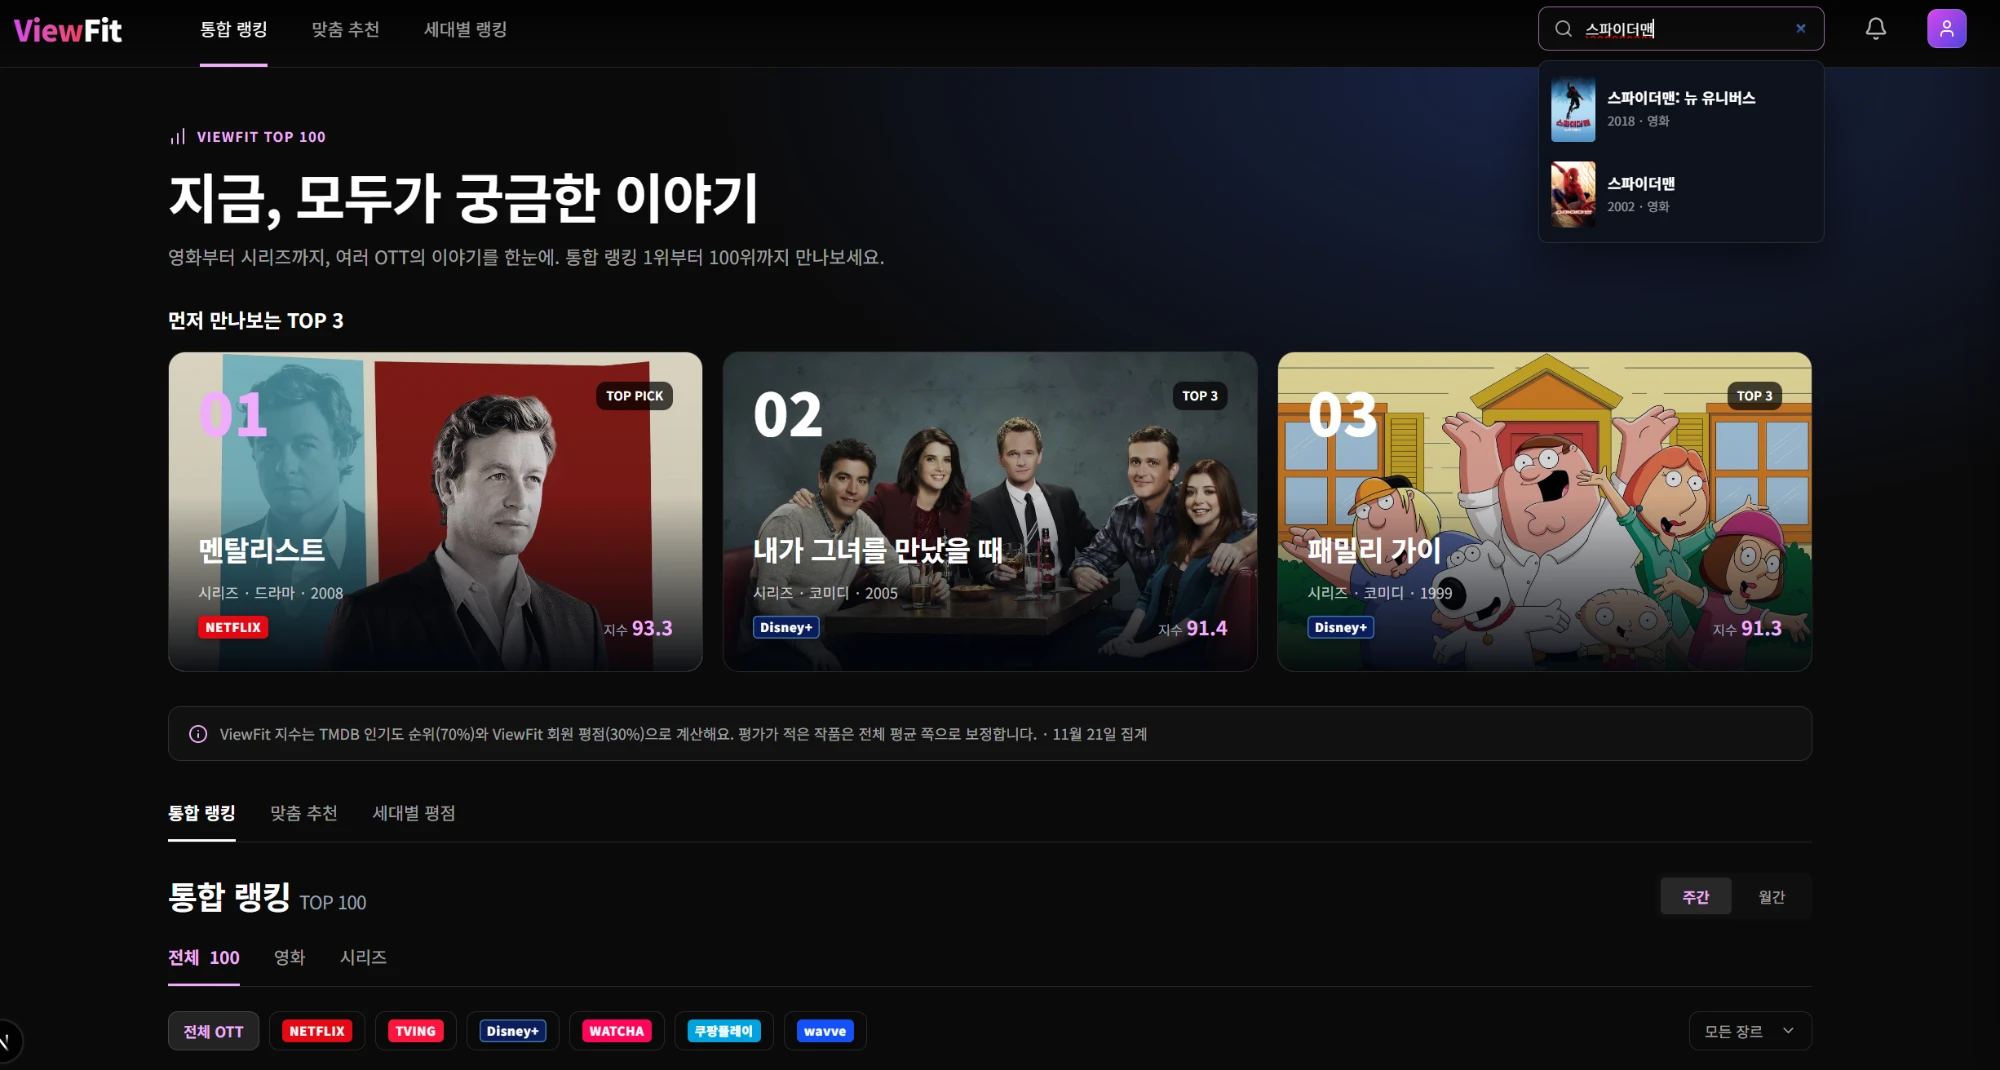 ViewFit
통합 랭킹
맞춤 추천
세대별 랭킹
스파이더맨
스파이더맨: 뉴 유니버스
2018 · 영화
스파이더맨
2002 · 영화
VIEWFIT TOP 100
지금, 모두가 궁금한 이야기
영화부터 시리즈까지, 여러 OTT의 이야기를 한눈에. 통합 랭킹 1위부터 100위까지 만나보세요.
먼저 만나보는 TOP 3
01
TOP PICK
멘탈리스트
시리즈 · 드라마 · 2008
NETFLIX
지수 93.3
02
TOP 3
내가 그녀를 만났을 때
시리즈 · 코미디 · 2005
Disney+
지수 91.4
03
TOP 3
패밀리 가이
시리즈 · 코미디 · 1999
Disney+
지수 91.3
ViewFit 지수는 TMDB 인기도 순위(70%)와 ViewFit 회원 평점(30%)으로 계산해요. 평가가 적은 작품은 전체 평균 쪽으로 보정합니다. · 11월 21일 집계
통합 랭킹
맞춤 추천
세대별 평점
통합 랭킹 TOP 100
주간
월간
전체 100
영화
시리즈
전체 OTT
NETFLIX
TVING
Disney+
WATCHA
쿠팡플레이
wavve
모든 장르
N